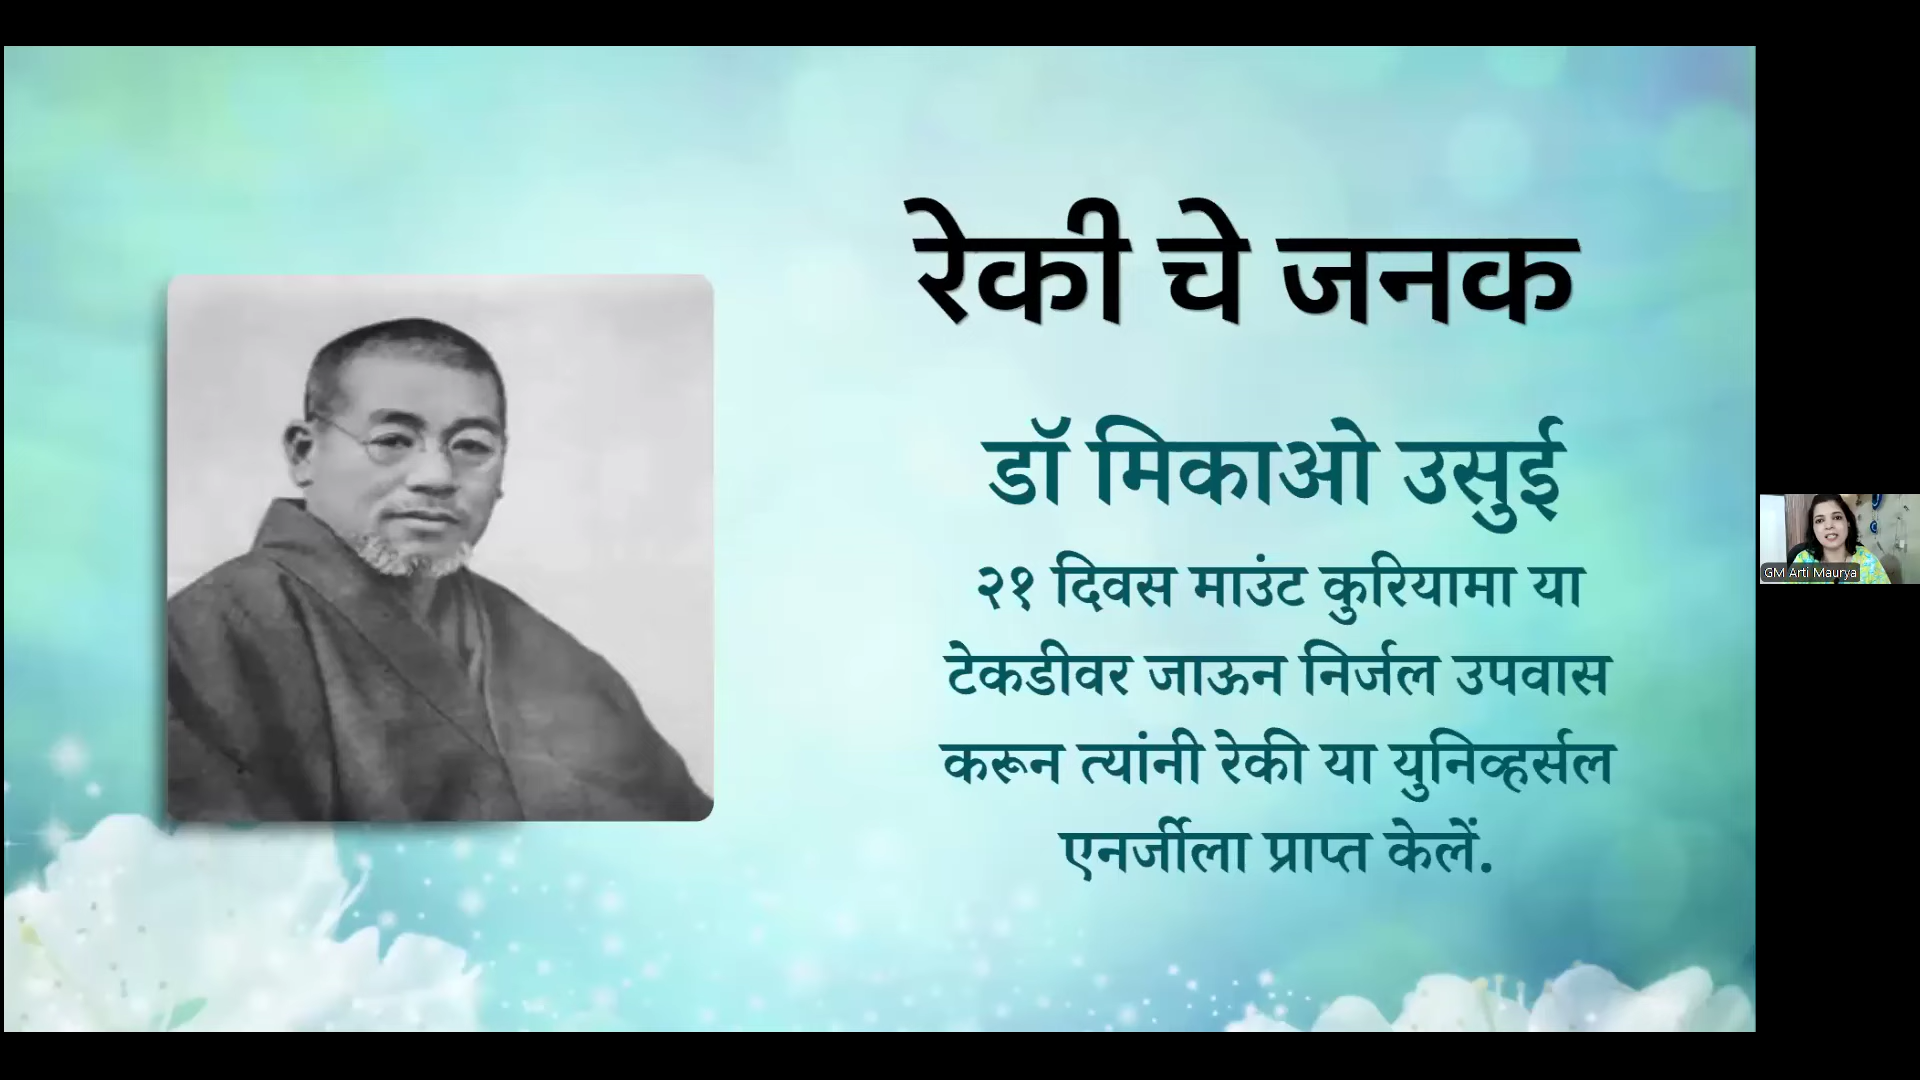 रेकी चे जनक
डॉ मिकाओ उसुई
२१ दिवस माउंट कुरियामा या
टेकडीवर जाऊन निर्जल उपवास
करून त्यांनी रेकी या युनिव्हर्सल
एनर्जीला प्राप्त केलें.
GM Arti Maurya